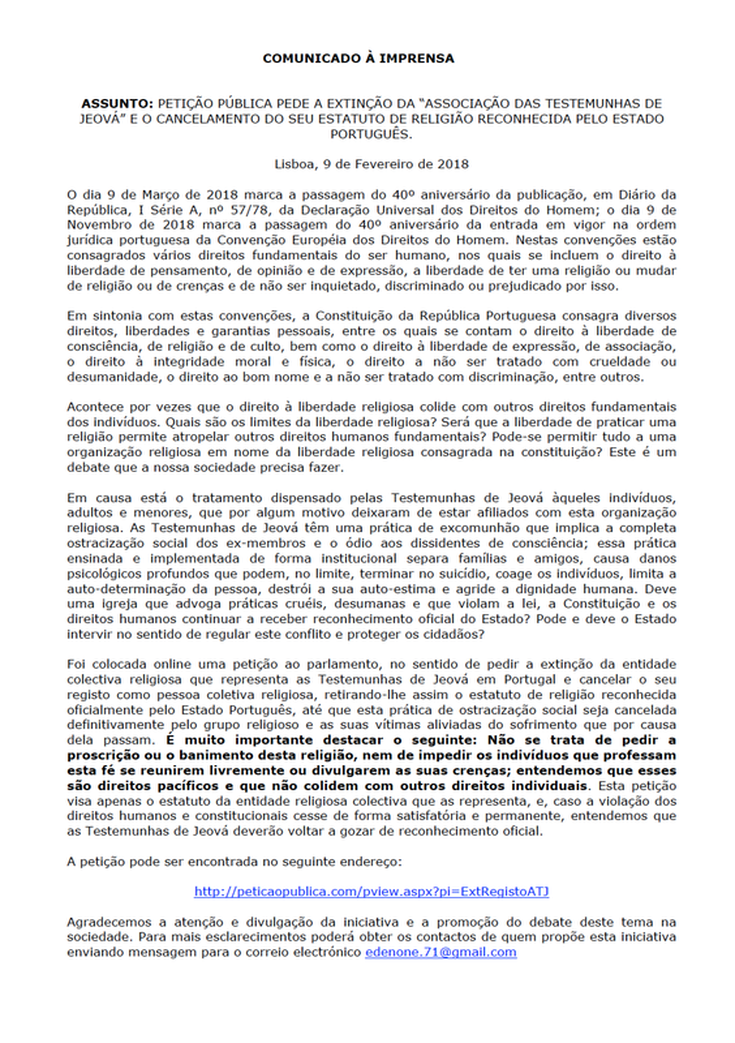 COMUNICADO À IMPRENSA
ASSUNTO: PETIÇÃO PÚBLICA PEDE A EXTINÇÃO DA “ASSOCIAÇÃO DAS TESTEMUNHAS DE
JEOVÁ” E O CANCELAMENTO DO SEU ESTATUTO DE RELIGIÃO RECONHECIDA PELO ESTADO
PORTUGUÊS.
Lisboa, 9 de Fevereiro de 2018
O dia 9 de Março de 2018 marca a passagem do 40º aniversário da publicação, em Diário da
República, I Série A, nº 57/78, da Declaração Universal dos Direitos do Homem; o dia 9 de
Novembro de 2018 marca a passagem do 40º aniversário da entrada em vigor na ordem
jurídica portuguesa da Convenção Européia dos Direitos do Homem. Nestas convenções estão
consagrados vários direitos fundamentais do ser humano, nos quais se incluem o direito à
liberdade de pensamento, de opinião e de expressão, a liberdade de ter uma religião ou mudar
de religião ou de crenças e de não ser inquietado, discriminado ou prejudicado por isso.
Em sintonia com estas convenções, a Constituição da República Portuguesa consagra diversos
direitos, liberdades e garantias pessoais, entre os quais se contam o direito à liberdade de
consciência, de religião e de culto, bem como o direito à liberdade de expressão, de associação,
o direito à integridade moral e física, o direito a não ser tratado com crueldade ou
desumanidade, o direito ao bom nome e a não ser tratado com discriminação, entre outros.
Acontece por vezes que o direito à liberdade religiosa colide com outros direitos fundamentais
dos indivíduos. Quais são os limites da liberdade religiosa? Será que a liberdade de praticar uma
religião permite atropelar outros direitos humanos fundamentais? Pode-se permitir tudo a uma
organização religiosa em nome da liberdade religiosa consagrada na constituição? Este é um
debate que a nossa sociedade precisa fazer.
Em causa está o tratamento dispensado pelas Testemunhas de Jeová àqueles indivíduos,
adultos e menores, que por algum motivo deixaram de estar afiliados com esta organização
religiosa. As Testemunhas de Jeová têm uma prática de excomunhão que implica a completa
ostracização social dos ex-membros e o ódio aos dissidentes de consciência; essa prática
ensinada e implementada de forma institucional separa famílias e amigos, causa danos
psicológicos profundos que podem, no limite, terminar no suicídio, coage os indivíduos, limita a
auto-determinação da pessoa, destrói a sua auto-estima e agride a dignidade humana. Deve
uma igreja que advoga práticas cruéis, desumanas e que violam a lei, a Constituição e os
direitos humanos continuar a receber reconhecimento oficial do Estado? Pode e deve o Estado
intervir no sentido de regular este conflito e proteger os cidadãos?
Foi colocada online uma petição ao parlamento, no sentido de pedir a extinção da entidade
colectiva religiosa que representa as Testemunhas de Jeová em Portugal e cancelar o seu
registo como pessoa coletiva religiosa, retirando-lhe assim o estatuto de religião reconhecida
oficialmente pelo Estado Português, até que esta prática de ostracização social seja cancelada
definitivamente pelo grupo religioso e as suas vítimas aliviadas do sofrimento que por causa
dela passam. É muito importante destacar o seguinte: Não se trata de pedir a
proscrição ou o banimento desta religião, nem de impedir os indivíduos que professam
esta fé se reunirem livremente ou divulgarem as suas crenças; entendemos que esses
são direitos pacíficos e que não colidem com outros direitos individuais. Esta petição
visa apenas o estatuto da entidade religiosa colectiva que as representa, e, caso a violação dos
direitos humanos e constitucionais cesse de forma satisfatória e permanente, entendemos que
as Testemunhas de Jeová deverão voltar a gozar de reconhecimento oficial.
A petição pode ser encontrada no seguinte endereço:
http://peticaopublica.com/pview.aspx?pi=ExtRegistoATJ
Agradecemos a atenção e divulgação da iniciativa e a promoção do debate deste tema na
sociedade. Para mais esclarecimentos poderá obter os contactos de quem propõe esta iniciativa
enviando mensagem para o correio electrónico edenone.71@gmail.com